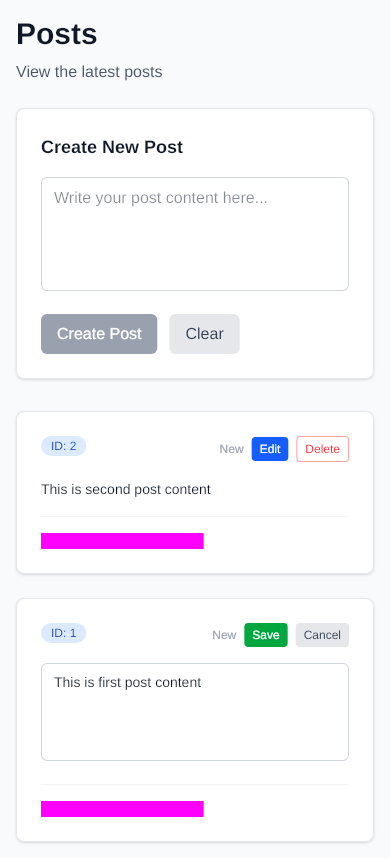 Posts
View the latest posts
Create New Post
Write your post content here...
Create Post Clear
ID: 2 New Edit Delete
This is second post content
ID: 1 New Save Cancel
This is first post content